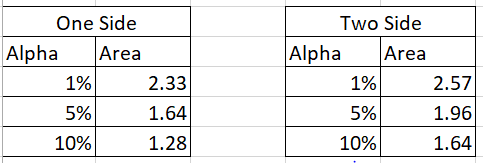 One Side Two Side
Alpha Area Alpha Area
1% 2.33 1% 2.57
5% 1.64 5% 1.96
10% 1.28 10% 1.64